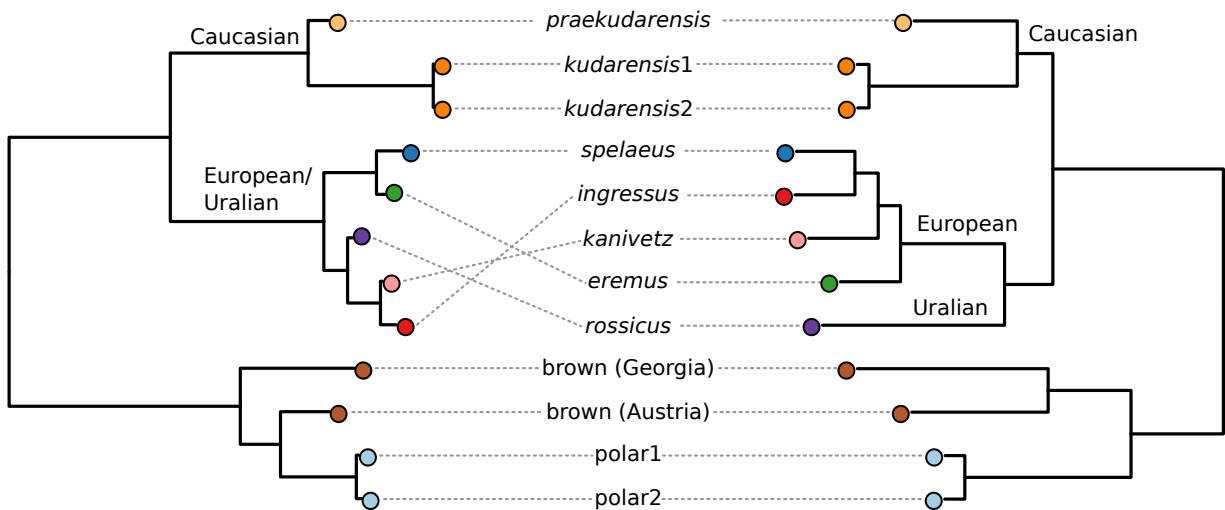 praekudarensis
Caucasian
Caucasian
kudarensis1
kudarensis2
spelaeus
European/
Uralian
ingressus
European
kanivetz
eremus
Uralian
rossicus
brown (Georgia)
brown (Austria)
polar1
polar2